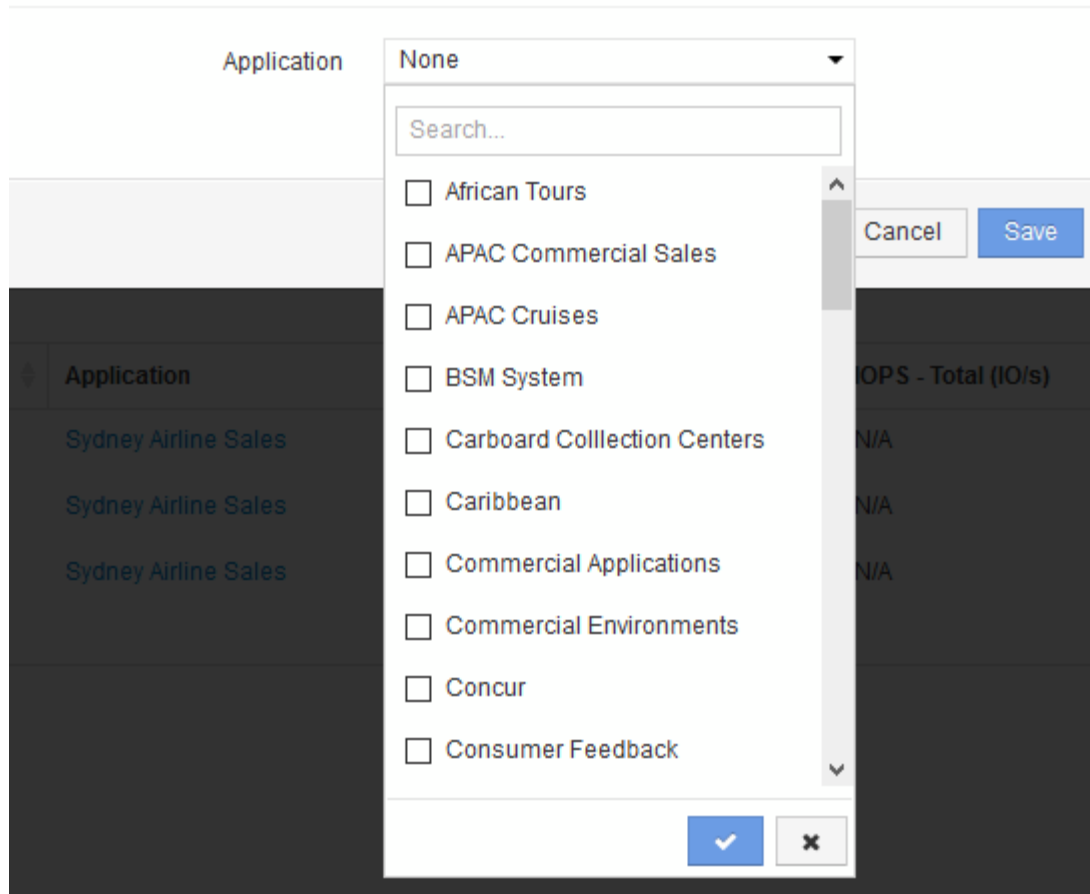 Application None
Search...
African Tours
APAC Commercial Sales
APAC Cruises
BSM System
Carboard Colllection Centers
Caribbean
Commercial Applications
Commercial Environments
Concur
Consumer Feedback
Cancel Save
Application IOPS - Total (IO/s)
Sydney Airline Sales N/A
Sydney Airline Sales N/A
Sydney Airline Sales N/A